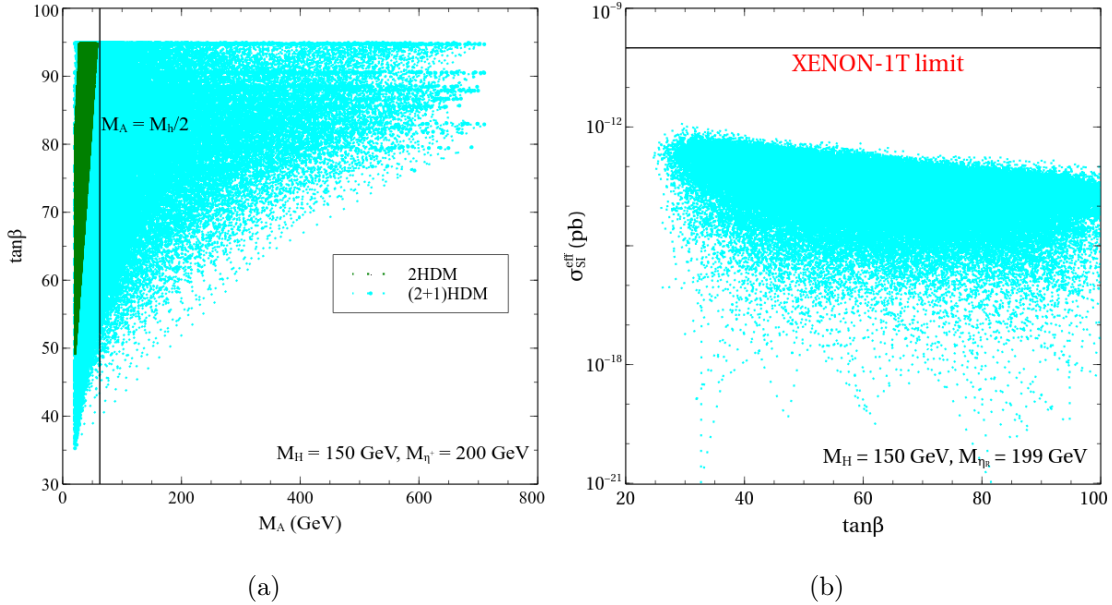 100
90
80
70
60
50
40
30
tanβ
M_A = M_h/2
2HDM
(2+1)HDM
M_H = 150 GeV, M_η⁺ = 200 GeV
0
200
400
600
800
M_A (GeV)
(a)
10⁻⁹
10⁻¹²
10⁻¹⁸
10⁻²¹
σ_SI^eff (pb)
XENON-1T limit
M_H = 150 GeV, M_ηR = 199 GeV
20
40
60
80
100
tanβ
(b)